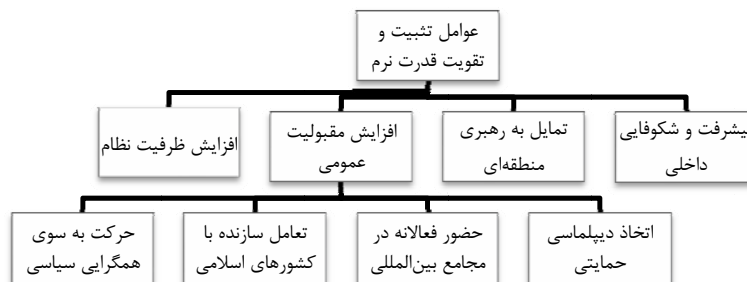 عوامل تثبیت و
تقویت قدرت نرم
یشرفت و شکوفایی
داخلی
تمایل به رهبری
منطقه‌ای
افزایش مقبولیت
عمومی
افزایش ظرفیت نظام
اتخاذ دیپلماسی
حمایتی
حضور فعالانه در
مجامع بین‌المللی
تعامل سازنده با
کشورهای اسلامی
حرکت به سوی
همگرایی سیاسی